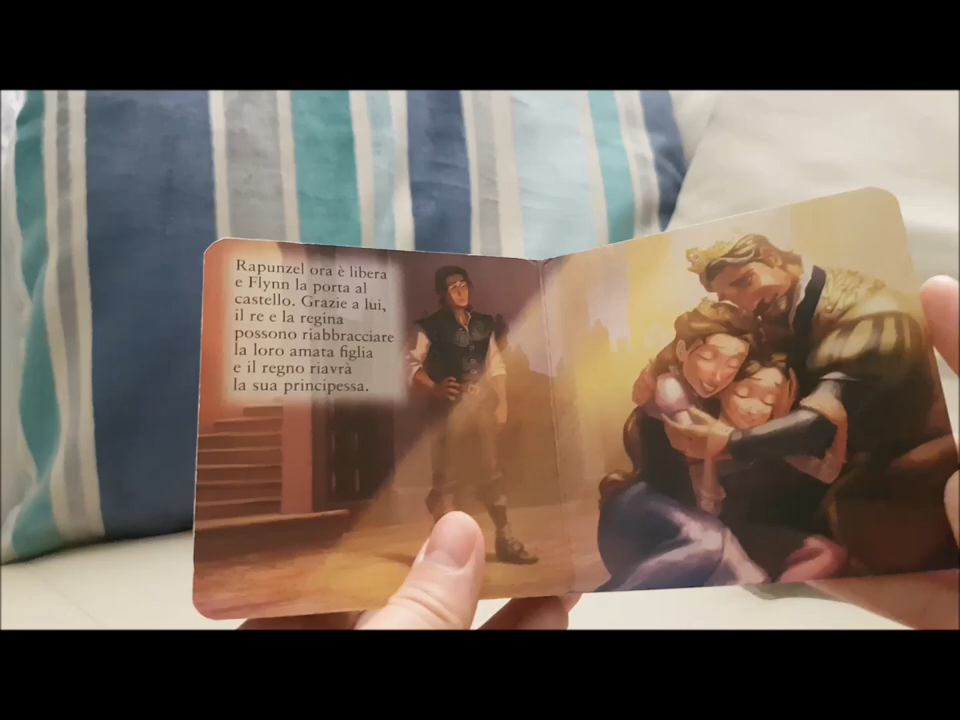 Rapunzel ora è libera
e Flynn la porta al
castello. Grazie a lui,
il re e la regina
possono riabbracciare
la loro amata figlia
e il regno riavrà
la sua principessa.